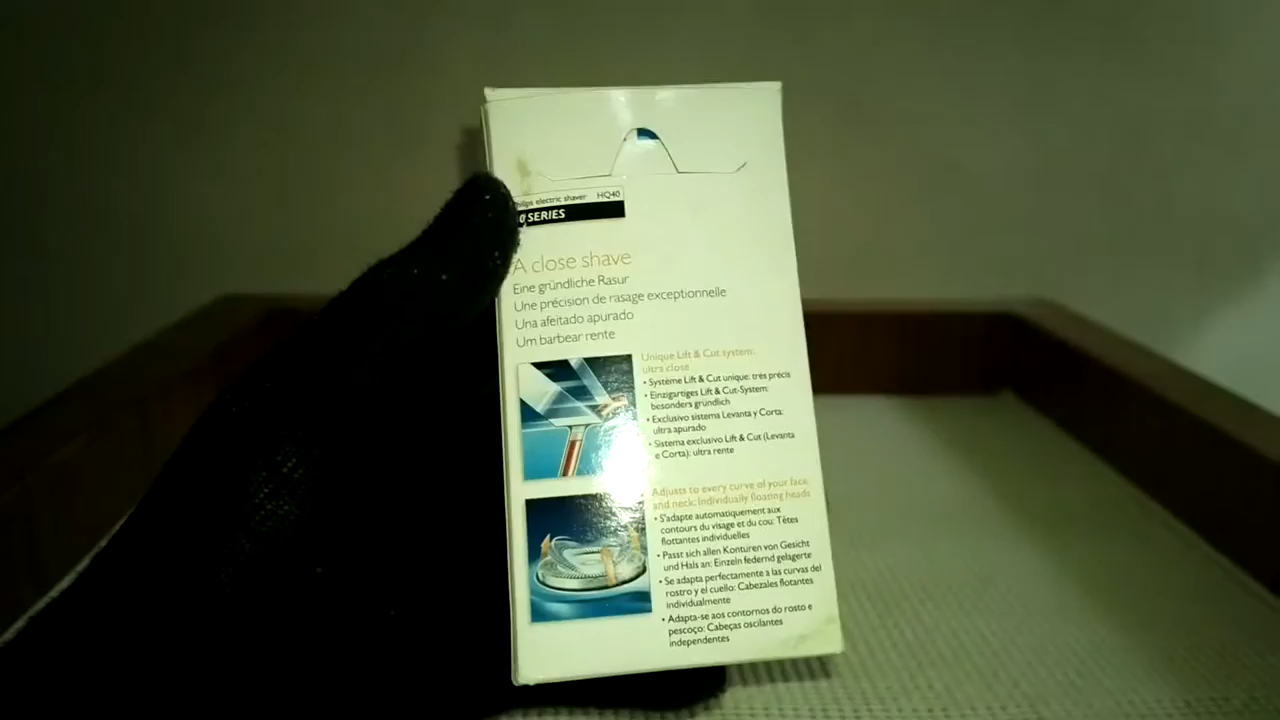 electric shaver HQ40
SERIES
A close shave
Eine gründliche Rasur
Une précision de rasage exceptionnelle
Una afeitado apurado
Um barbear rente
Unique Lift & Cut system:
ultra close
• Système Lift & Cut unique: très précis
• Einzigartiges Lift & Cut-System:
besonders gründlich
• Exclusivo sistema Levanta y Corta:
ultra apurado
• Sistema exclusivo Lift & Cut (Levanta
e Corta): ultra rente
Adjusts to every curve of your face
and neck: Individually floating heads
• S'adapte automatiquement aux
contours du visage et du cou: Têtes
flottantes individuelles
• Passt sich allen Konturen von Gesicht
und Hals an: Einzeln federnd gelagerte
• Se adapta perfectamente a las curvas del
rostro y el cuello: Cabezales flotantes
individualmente
• Adapta-se aos contornos do rosto e
pescoço: Cabeças oscilantes
independentes